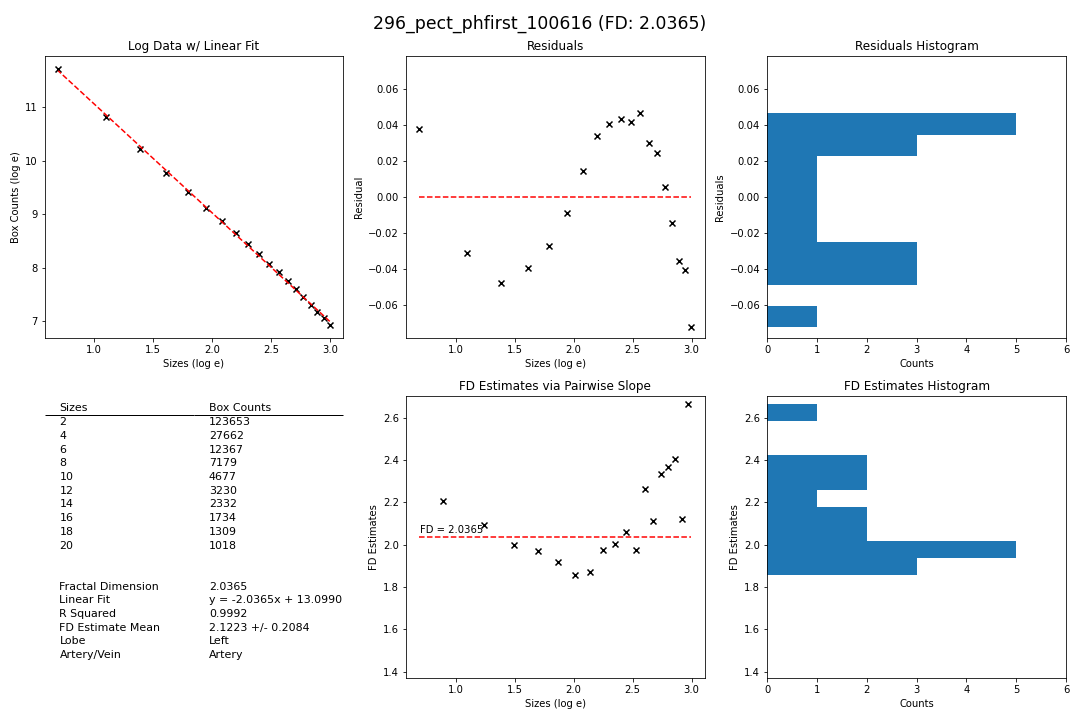 296_pect_phfirst_100616 (FD: 2.0365)
Log Data w/ Linear Fit
Box Counts (log e)
11
10
9
8
7
1.0 1.5 2.0 2.5 3.0
Sizes (log e)
Residuals
Residual
0.06
0.04
0.02
0.00
−0.02
−0.04
−0.06
1.0 1.5 2.0 2.5 3.0
Sizes (log e)
Residuals Histogram
Residuals
0.06
0.04
0.02
0.00
−0.02
−0.04
−0.06
0 1 2 3 4 5 6
Counts
Sizes Box Counts
2 123653
4 27662
6 12367
8 7179
10 4677
12 3230
14 2332
16 1734
18 1309
20 1018
Fractal Dimension 2.0365
Linear Fit y = -2.0365x + 13.0990
R Squared 0.9992
FD Estimate Mean 2.1223 +/- 0.2084
Lobe Left
Artery/Vein Artery
FD Estimates via Pairwise Slope
FD Estimates
2.6
2.4
2.2
2.0
1.8
1.6
1.4
FD = 2.0365
1.0 1.5 2.0 2.5 3.0
Sizes (log e)
FD Estimates Histogram
FD Estimates
2.6
2.4
2.2
2.0
1.8
1.6
1.4
0 1 2 3 4 5 6
Counts